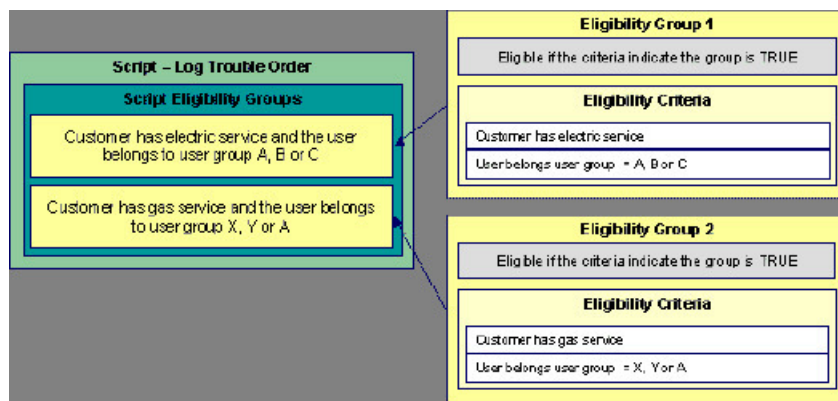 Script – Log Trouble Order
Script Eligibility Groups
Customer has electric service and the user
belongs to user group A, B or C
Customer has gas service and the user belongs
to user group X, Y or A
Eligibility Group 1
Eligible if the criteria indicate the group is TRUE
Eligibility Criteria
Customer has electric service
User belongs user group = A, B or C
Eligibility Group 2
Eligible if the criteria indicate the group is TRUE
Eligibility Criteria
Customer has gas service
User belongs user group = X, Y or A